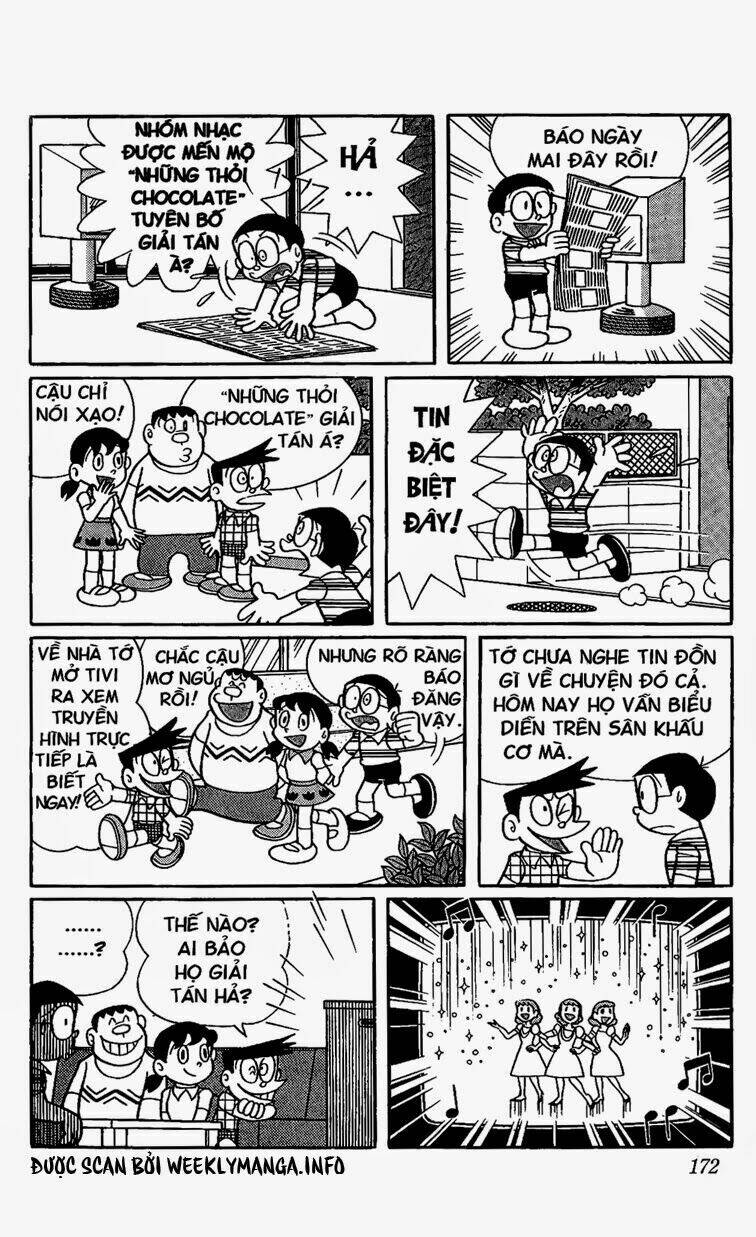 BÁO NGÀY
MAI ĐÂY RỒI!
HẢ
...
NHÓM NHẠC
ĐƯỢC MẾN MỘ
"NHỮNG THỎI
CHOCOLATE"
TUYÊN BỐ
GIẢI TÁN
À?
TIN
ĐẶC
BIỆT
ĐÂY!
"NHỮNG THỎI
CHOCOLATE" GIẢI
TÁN Á?
CẬU CHỈ
NÓI XẠO!
TỚ CHƯA NGHE TIN ĐỒN
GÌ VỀ CHUYỆN ĐÓ CẢ.
HÔM NAY HỌ VẪN BIỂU
DIỄN TRÊN SÂN KHẤU
CƠ MÀ.
NHƯNG RÕ RÀNG
BÁO
ĐĂNG
VẬY.
CHẮC CẬU
MƠ NGỦ
RỒI!
VỀ NHÀ TỚ
MỞ TIVI
RA XEM
TRUYỀN
HÌNH TRỰC
TIẾP LÀ
BIẾT
NGAY!
THẾ NÀO?
AI BẢO
HỌ GIẢI
TÁN HẢ?
......
......?
ĐƯỢC SCAN BỞI WEEKLYMANGA.INFO
172